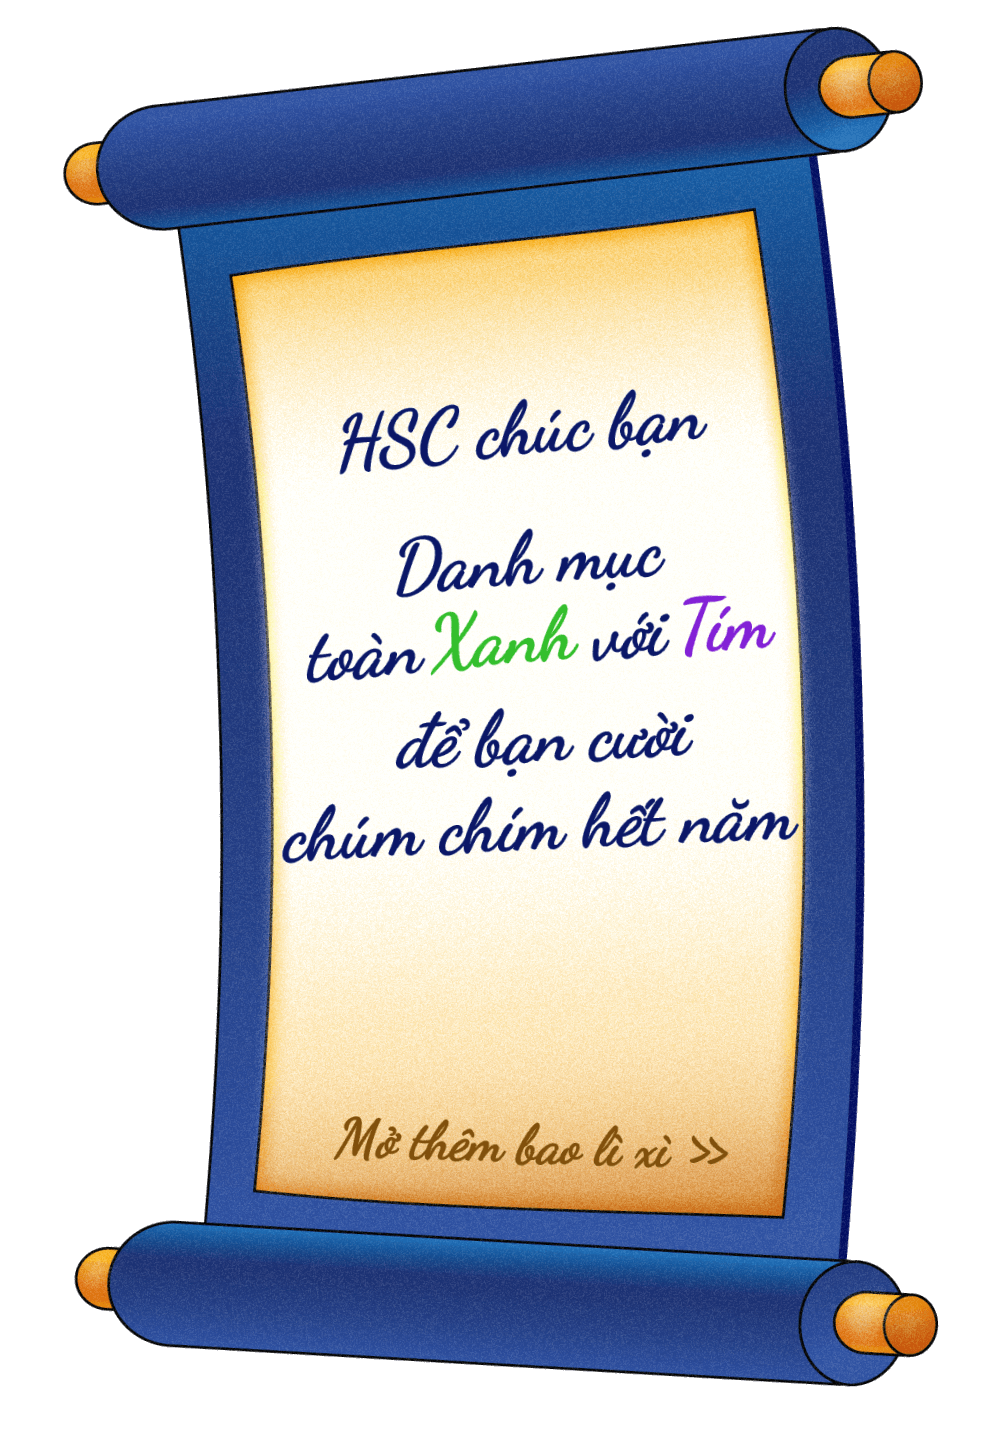 HSC chúc bạn
Danh mục
toàn Xanh với Tím
để bạn cười
chúm chím hết năm
Mở thêm bao lì xì >>